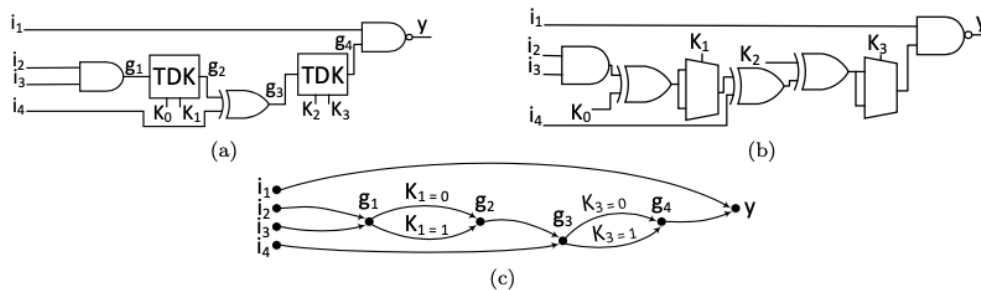 i₁ y
g₄
i₂ g₁ TDK g₂ TDK
i₃
g₃
K₀ K₁ K₂ K₃
i₄
(a)
i₁ y
i₂ K₁ K₂ K₃
i₃
K₀
i₄
(b)
i₁ y
i₂ g₁ K₁ = 0 g₂ g₃ K₃ = 0 g₄
i₃ K₁ = 1 K₃ = 1
i₄
(c)